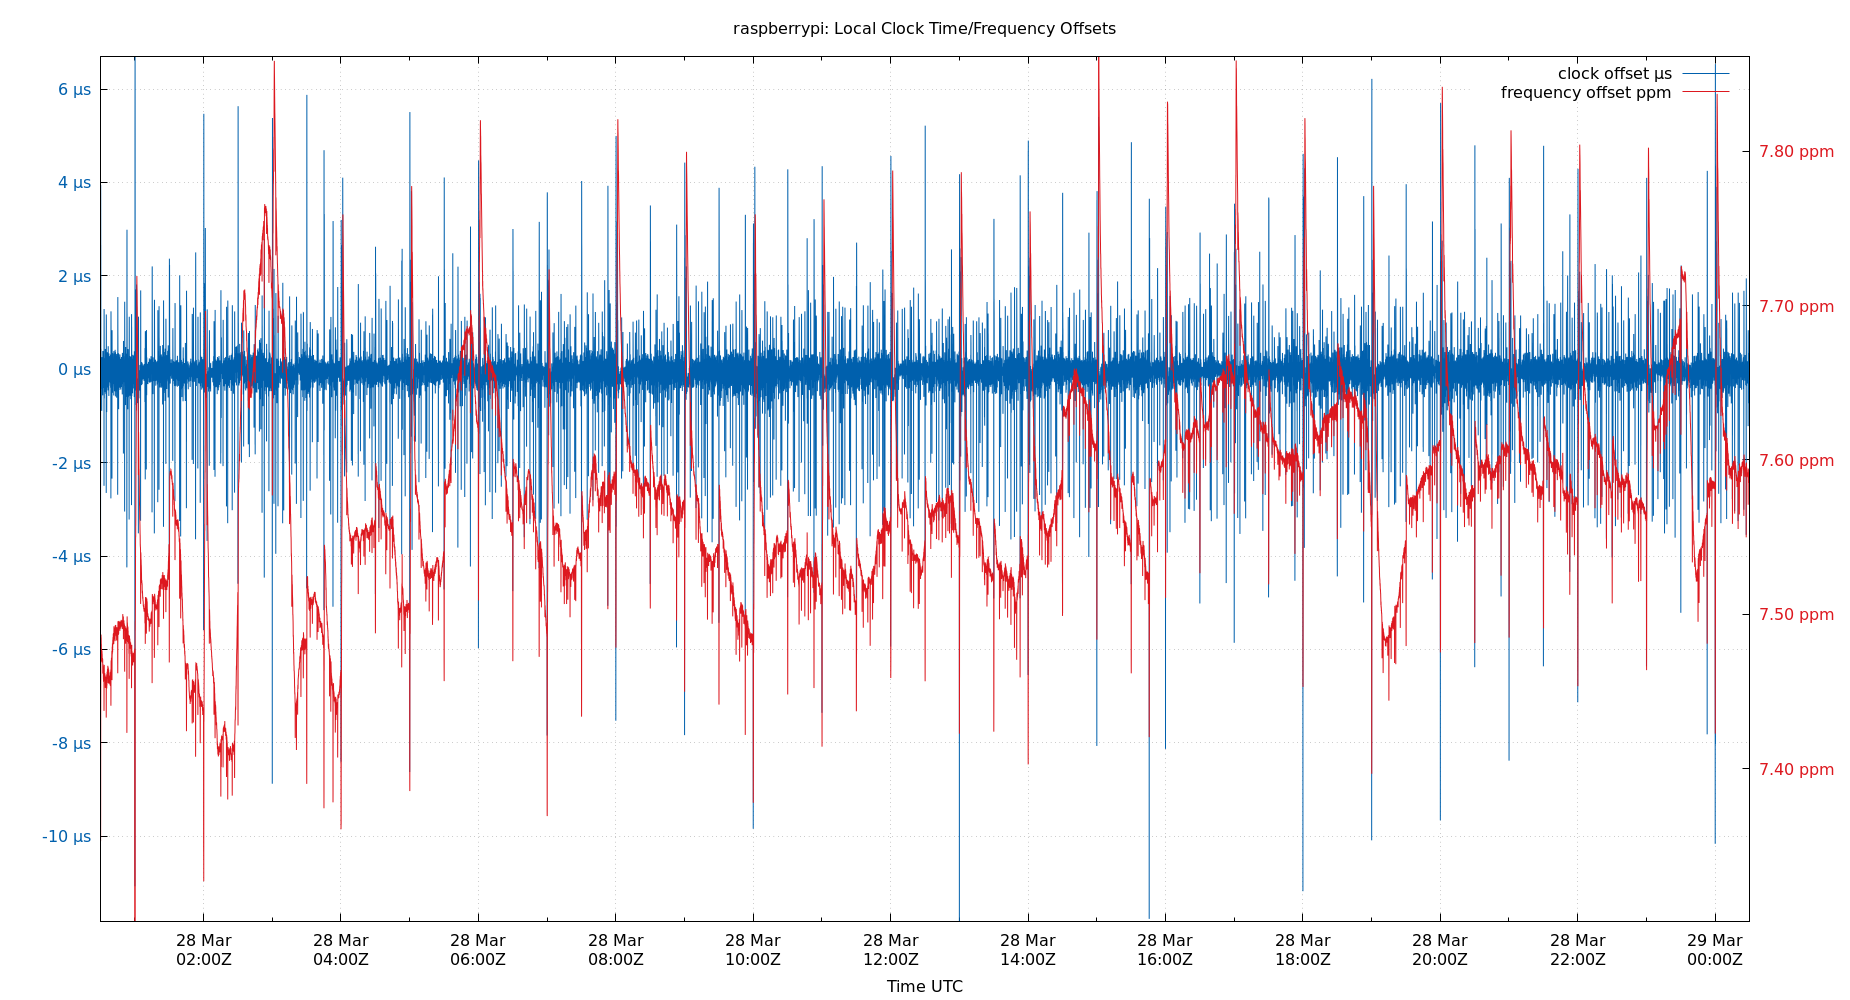 raspberrypi: Local Clock Time/Frequency Offsets
clock offset µs
frequency offset ppm
6 µs
4 µs
2 µs
0 µs
-2 µs
-4 µs
-6 µs
-8 µs
-10 µs
7.80 ppm
7.70 ppm
7.60 ppm
7.50 ppm
7.40 ppm
28 Mar 28 Mar 28 Mar 28 Mar 28 Mar 28 Mar 28 Mar 28 Mar 28 Mar 28 Mar 28 Mar 29 Mar
02:00Z 04:00Z 06:00Z 08:00Z 10:00Z 12:00Z 14:00Z 16:00Z 18:00Z 20:00Z 22:00Z 00:00Z
Time UTC